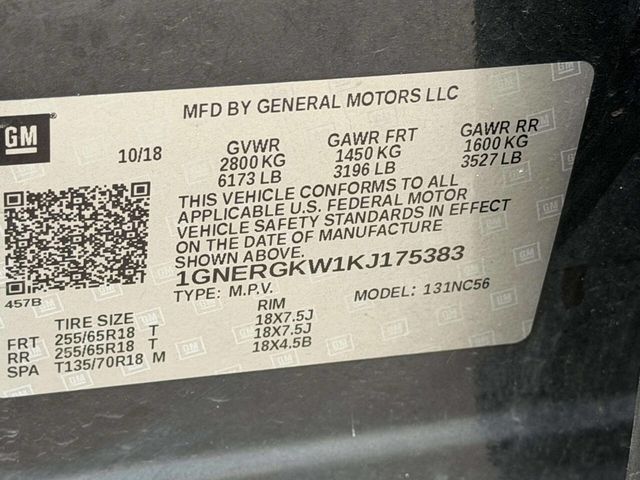 MFD BY GENERAL MOTORS LLC
GM
10/18
GVWR GAWR FRT GAWR RR
2800 KG 1450 KG 1600 KG
6173 LB 3196 LB 3527 LB
THIS VEHICLE CONFORMS TO ALL
APPLICABLE U.S. FEDERAL MOTOR
VEHICLE SAFETY STANDARDS IN EFFECT
ON THE DATE OF MANUFACTURE
SHOWN ABOVE.
1GNERGKW1KJ175383
457B
TYPE: M.P.V. MODEL: 131NC56
TIRE SIZE RIM
FRT 255/65R18 T 18X7.5J
RR 255/65R18 T 18X7.5J
SPA T135/70R18 M 18X4.5B